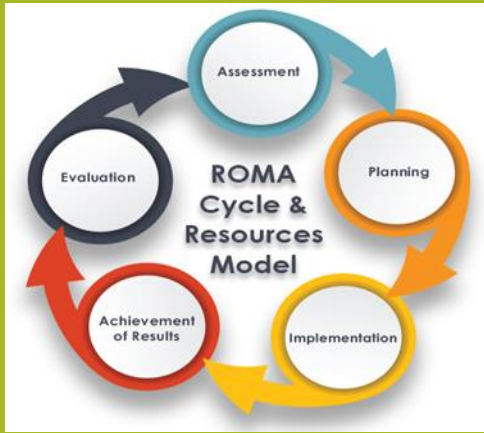 Assessment
Planning
Implementation
Achievement
of Results
Evaluation
ROMA
Cycle &
Resources
Model